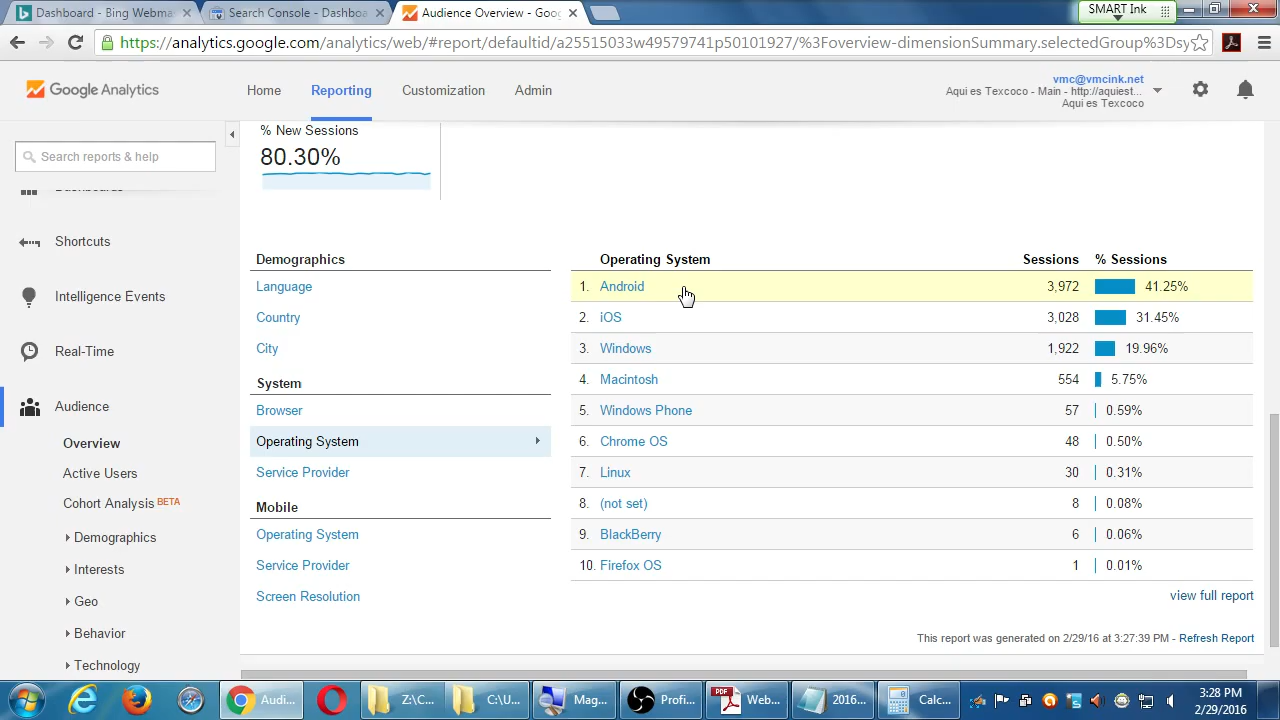 Dashboard - Bing Webma
Search Console - Dashboa
Audience Overview - Goo
SMART Ink
https://analytics.google.com/analytics/web/#report/defaultid/a25515033w49579741p50101927/%3Foverview-dimensionSummary.selectedGroup%3Dsy
Google Analytics
Home
Reporting
Customization
Admin
vmc@vmcink.net
Aqui es Texcoco - Main - http://aquiest...
Aqui es Texcoco
Search reports & help
Dashboards
Shortcuts
Intelligence Events
Real-Time
Audience
Overview
Active Users
Cohort Analysis BETA
Demographics
Interests
Geo
Behavior
Technology
% New Sessions
80.30%
Demographics
Language
Country
City
System
Browser
Operating System
Service Provider
Mobile
Operating System
Service Provider
Screen Resolution
Operating System Sessions % Sessions
1. Android 3,972 41.25%
2. iOS 3,028 31.45%
3. Windows 1,922 19.96%
4. Macintosh 554 5.75%
5. Windows Phone 57 0.59%
6. Chrome OS 48 0.50%
7. Linux 30 0.31%
8. (not set) 8 0.08%
9. BlackBerry 6 0.06%
10. Firefox OS 1 0.01%
view full report
This report was generated on 2/29/16 at 3:27:39 PM - Refresh Report
Audi...
Z:\C...
C:\U...
Mag...
Profi...
PDF
Web...
2016...
Calc...
3:28 PM
2/29/2016